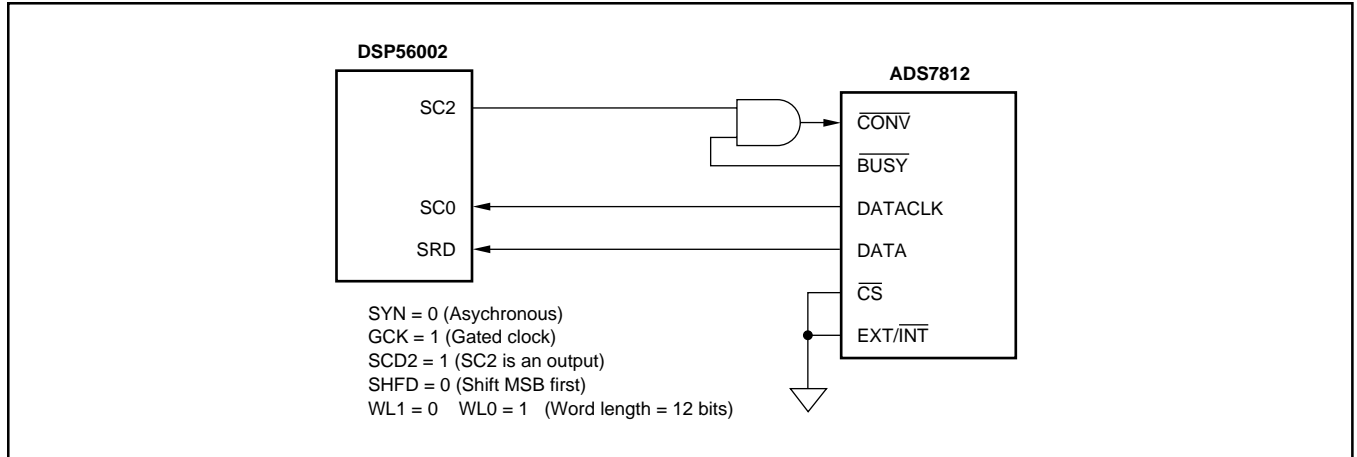 DSP56002
SC2
SC0
SRD
ADS7812
CONV
BUSY
DATACLK
DATA
CS
EXT/INT
SYN = 0 (Asychronous)
GCK = 1 (Gated clock)
SCD2 = 1 (SC2 is an output)
SHFD = 0 (Shift MSB first)
WL1 = 0 WL0 = 1 (Word length = 12 bits)